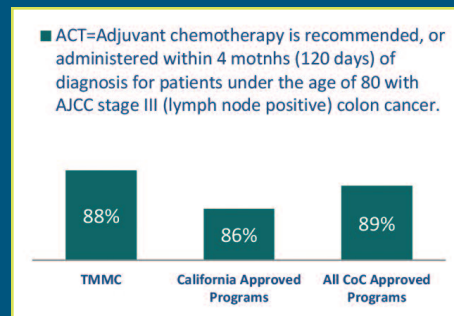 ■ ACT=Adjuvant chemotherapy is recommended, or
administered within 4 motnhs (120 days) of
diagnosis for patients under the age of 80 with
AJCC stage III (lymph node positive) colon cancer.
88%
86%
89%
TMMC
California Approved
Programs
All CoC Approved
Programs